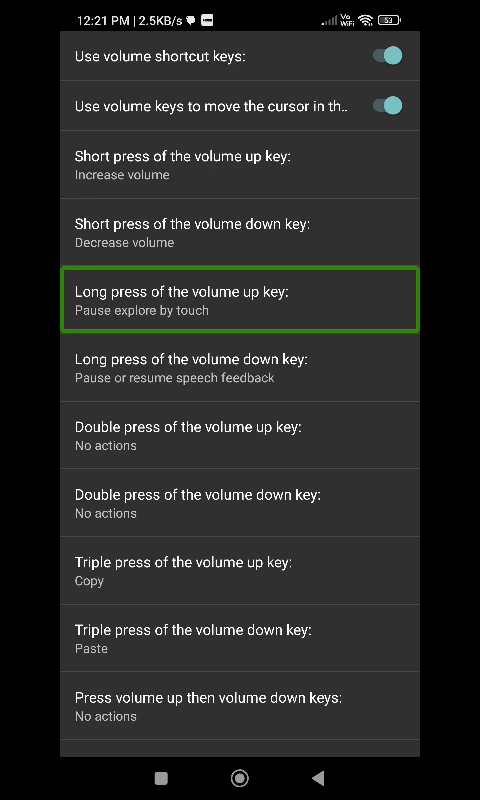 12:21 PM | 2.5KB/s
Vo
WiFi
53
Use volume shortcut keys:
Use volume keys to move the cursor in th..
Short press of the volume up key:
Increase volume
Short press of the volume down key:
Decrease volume
Long press of the volume up key:
Pause explore by touch
Long press of the volume down key:
Pause or resume speech feedback
Double press of the volume up key:
No actions
Double press of the volume down key:
No actions
Triple press of the volume up key:
Copy
Triple press of the volume down key:
Paste
Press volume up then volume down keys:
No actions